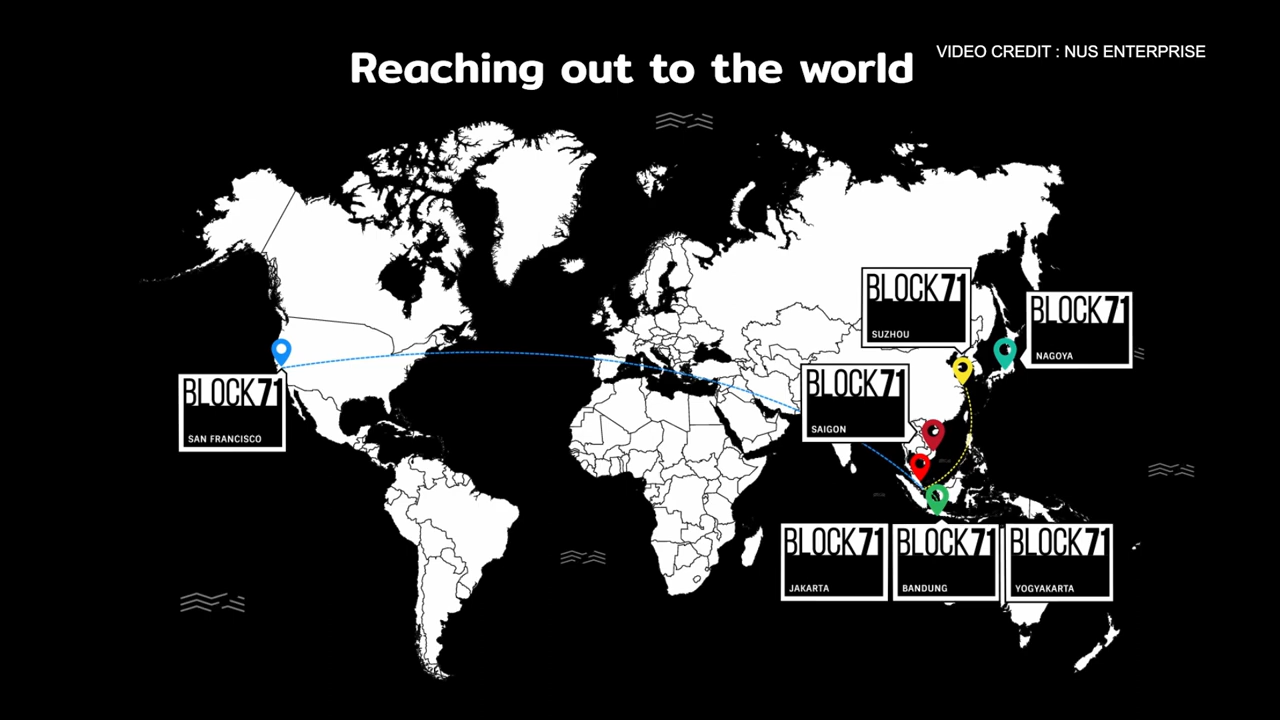 Reaching out to the world
VIDEO CREDIT : NUS ENTERPRISE
BLOCK71
SUZHOU
BLOCK71
NAGOYA
BLOCK71
SAIGON
BLOCK71
SAN FRANCISCO
BLOCK71
JAKARTA
BLOCK71
BANDUNG
BLOCK71
YOGYAKARTA